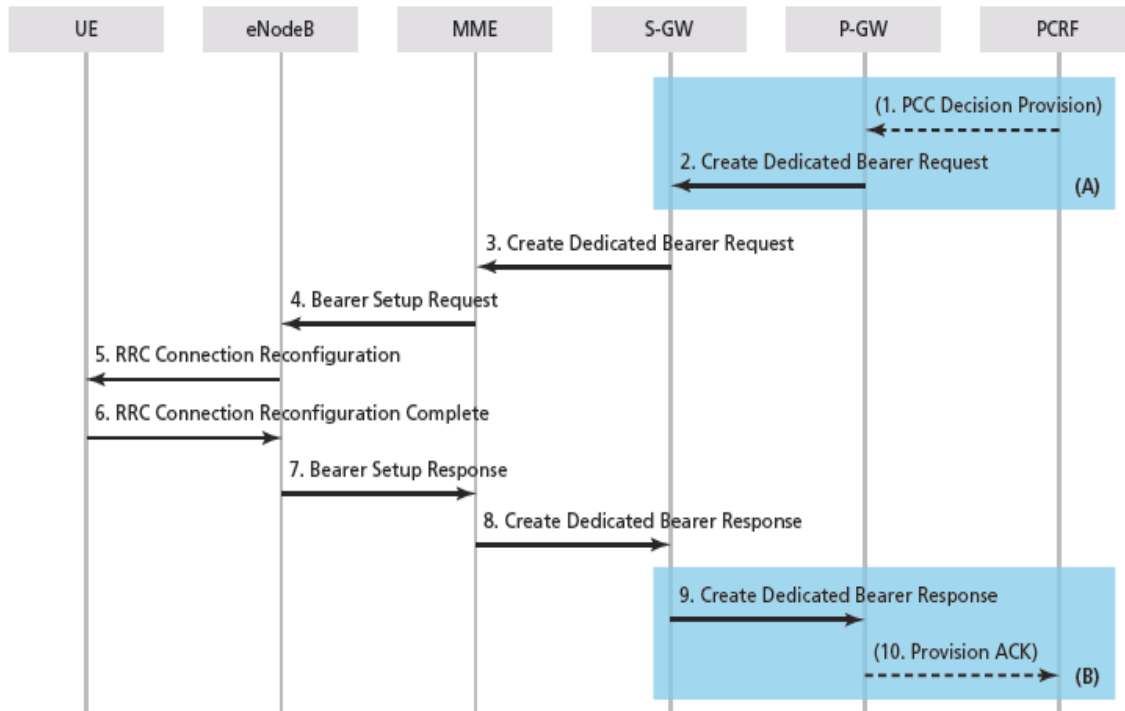 UE
eNodeB
MME
S-GW
P-GW
PCRF
(1. PCC Decision Provision)
2. Create Dedicated Bearer Request
(A)
3. Create Dedicated Bearer Request
4. Bearer Setup Request
5. RRC Connection Reconfiguration
6. RRC Connection Reconfiguration Complete
7. Bearer Setup Response
8. Create Dedicated Bearer Response
9. Create Dedicated Bearer Response
(10. Provision ACK)
(B)